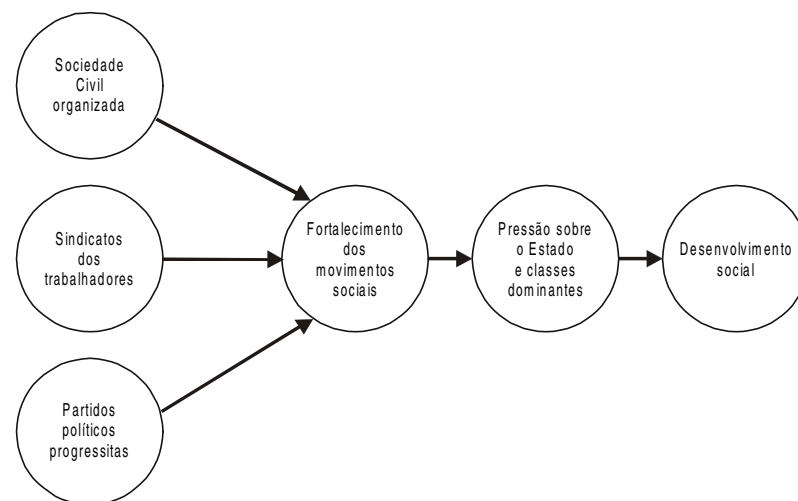 Sociedade
Civil
organizada
Sindicatos
dos
trabalhadores
Partidos
políticos
progressitas
Fortalecimento
dos
movimentos
sociais
Pressão sobre
o Estado
e classes
dominantes
Desenvolvimento
social